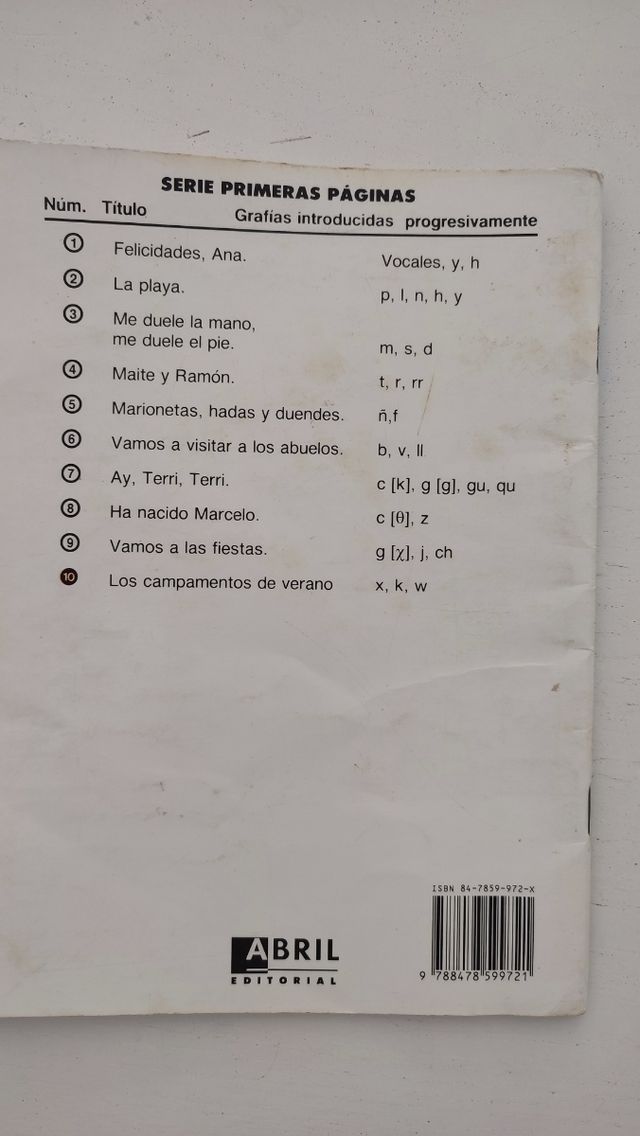 SERIE PRIMERAS PÁGINAS
Núm. Título Grafías introducidas progresivamente
1 Felicidades, Ana. Vocales, y, h
2 La playa. p, l, n, h, y
3 Me duele la mano,
me duele el pie. m, s, d
4 Maite y Ramón. t, r, rr
5 Marionetas, hadas y duendes. ñ,f
6 Vamos a visitar a los abuelos. b, v, ll
7 Ay, Terri, Terri. c [k], g [g], gu, qu
8 Ha nacido Marcelo. c [θ], z
9 Vamos a las fiestas. g [χ], j, ch
10 Los campamentos de verano x, k, w
ISBN 84-7859-972-X
9 788478 599721
ABRIL
EDITORIAL